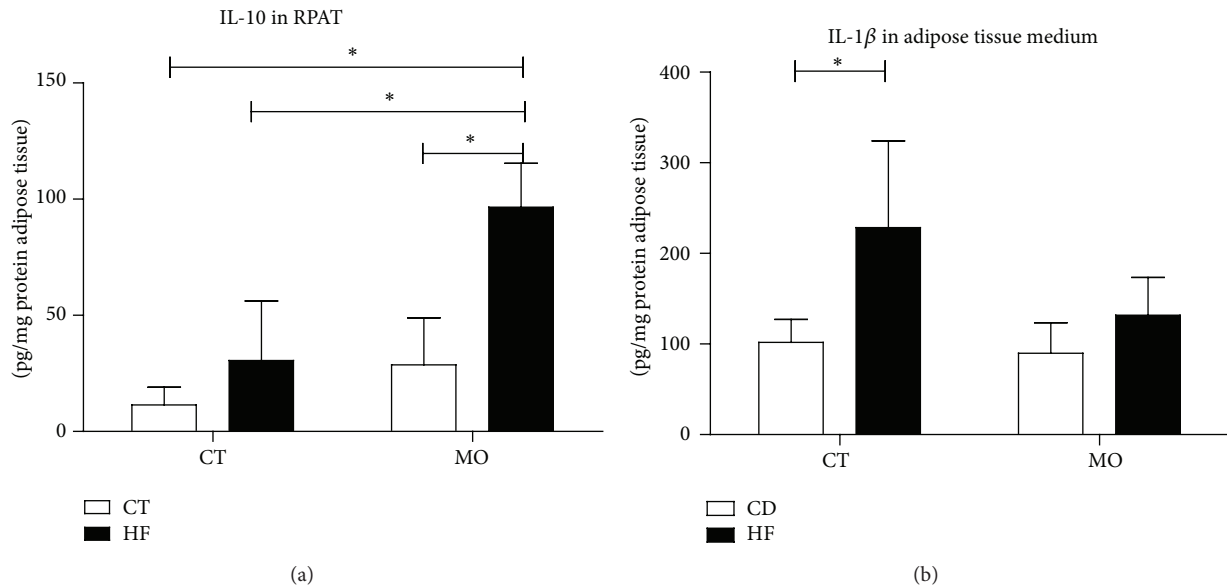 IL-10 in RPAT
*
*
*
150
100
50
0
(pg/mg protein adipose tissue)
CT
MO
CT
HF
(a)
IL-1β in adipose tissue medium
*
400
300
200
100
0
(pg/mg protein adipose tissue)
CT
MO
CD
HF
(b)